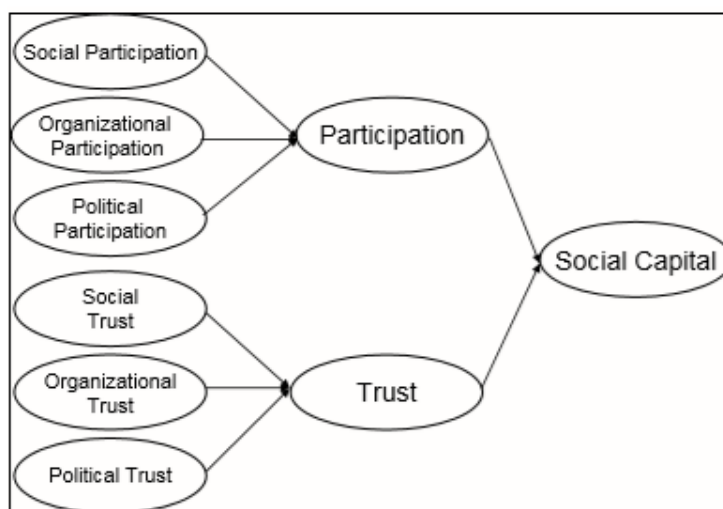 Social Participation
Organizational
Participation
Political
Participation
Social
Trust
Organizational
Trust
Political Trust
Participation
Trust
Social Capital